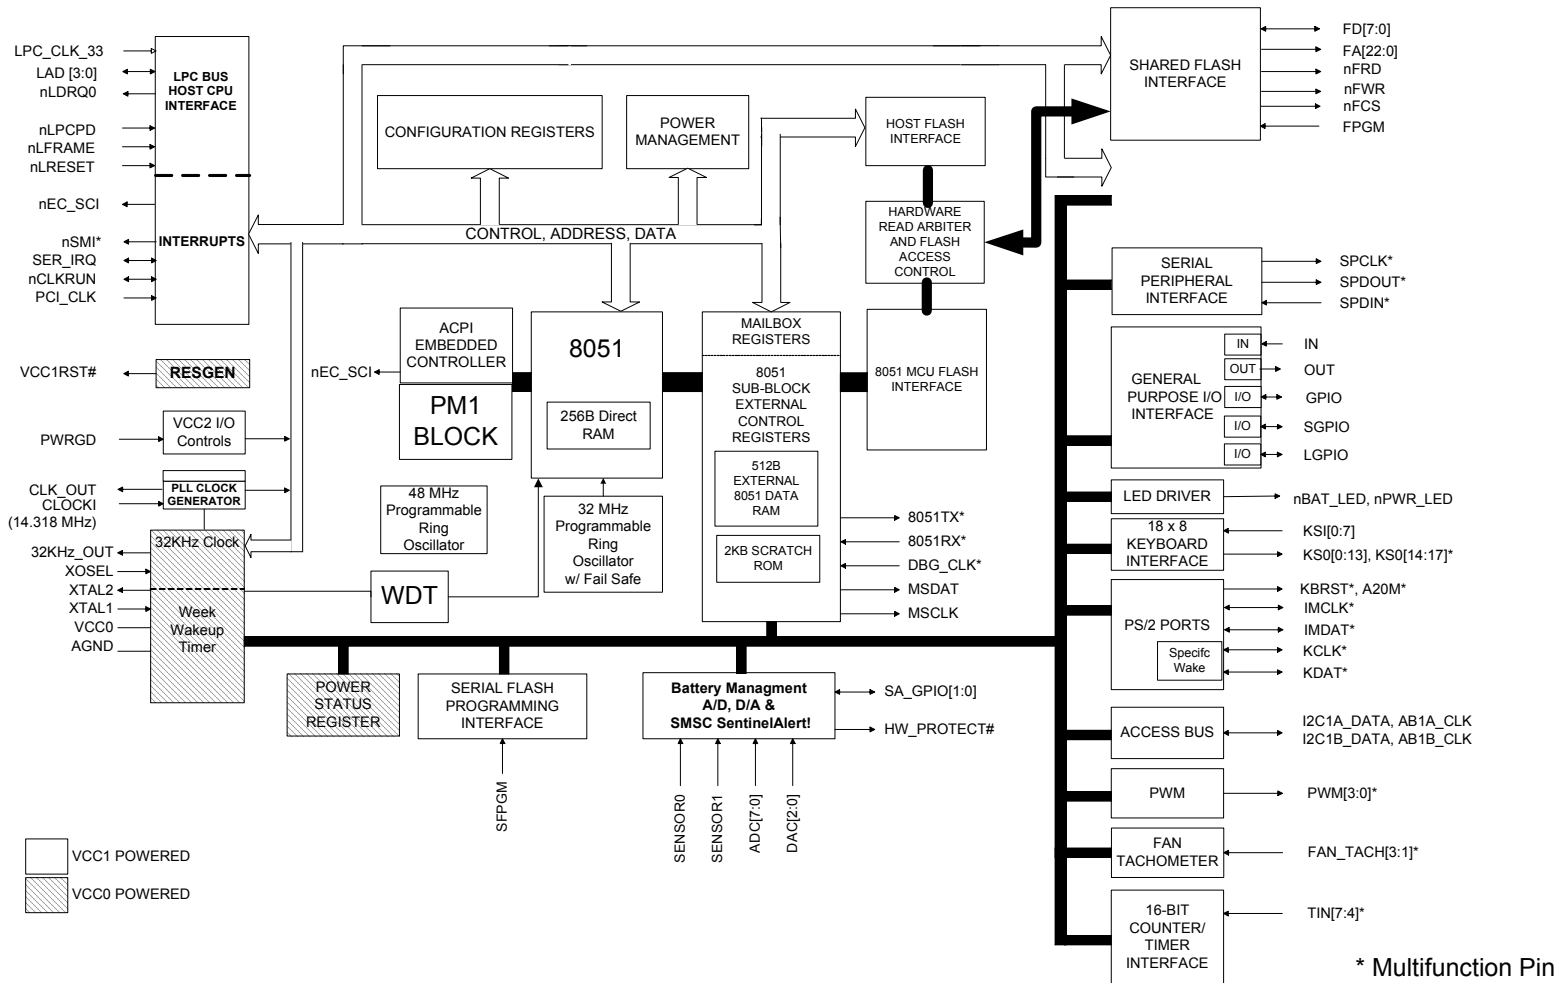 LPC_CLK_33
LAD [3:0]
nLDRQ0
nLPCPD
nLFRAME
nLRESET
nEC_SCI
nSMI*
SER_IRQ
nCLKRUN
PCI_CLK
LPC BUS
HOST CPU
INTERFACE
INTERRUPTS
VCC1RST#
RESGEN
PWRGD
VCC2 I/O
Controls
CLK_OUT
CLOCKI
(14.318 MHz)
PLL CLOCK
GENERATOR
32KHz_OUT
XOSEL
XTAL2
XTAL1
VCC0
AGND
32KHz Clock
Week
Wakeup
Timer
CONFIGURATION REGISTERS
POWER
MANAGEMENT
CONTROL, ADDRESS, DATA
HOST FLASH
INTERFACE
HARDWARE
READ ARBITER
AND FLASH
ACCESS
CONTROL
8051 MCU FLASH
INTERFACE
nEC_SCI
ACPI
EMBEDDED
CONTROLLER
PM1
BLOCK
8051
256B Direct
RAM
MAILBOX
REGISTERS
8051
SUB-BLOCK
EXTERNAL
CONTROL
REGISTERS
512B
EXTERNAL
8051 DATA
RAM
2KB SCRATCH
ROM
48 MHz
Programmable
Ring
Oscillator
32 MHz
Programmable
Ring
Oscillator
w/ Fail Safe
WDT
8051TX*
8051RX*
DBG_CLK*
MSDAT
MSCLK
POWER
STATUS
REGISTER
SERIAL FLASH
PROGRAMMING
INTERFACE
SFPGM
Battery Managment
A/D, D/A &
SMSC SentinelAlert!
SA_GPIO[1:0]
HW_PROTECT#
SENSOR0
SENSOR1
ADC[7:0]
DAC[2:0]
SHARED FLASH
INTERFACE
FD[7:0]
FA[22:0]
nFRD
nFWR
nFCS
FPGM
SERIAL
PERIPHERAL
INTERFACE
SPCLK*
SPDOUT*
SPDIN*
GENERAL
PURPOSE I/O
INTERFACE
IN
OUT
I/O
I/O
I/O
IN
OUT
GPIO
SGPIO
LGPIO
LED DRIVER
nBAT_LED, nPWR_LED
18 x 8
KEYBOARD
INTERFACE
KSI[0:7]
KS0[0:13], KS0[14:17]*
PS/2 PORTS
Specifc
Wake
KBRST*, A20M*
IMCLK*
IMDAT*
KCLK*
KDAT*
ACCESS BUS
I2C1A_DATA, AB1A_CLK
I2C1B_DATA, AB1B_CLK
PWM
PWM[3:0]*
FAN
TACHOMETER
FAN_TACH[3:1]*
16-BIT
COUNTER/
TIMER
INTERFACE
TIN[7:4]*
VCC1 POWERED
VCC0 POWERED
* Multifunction Pin